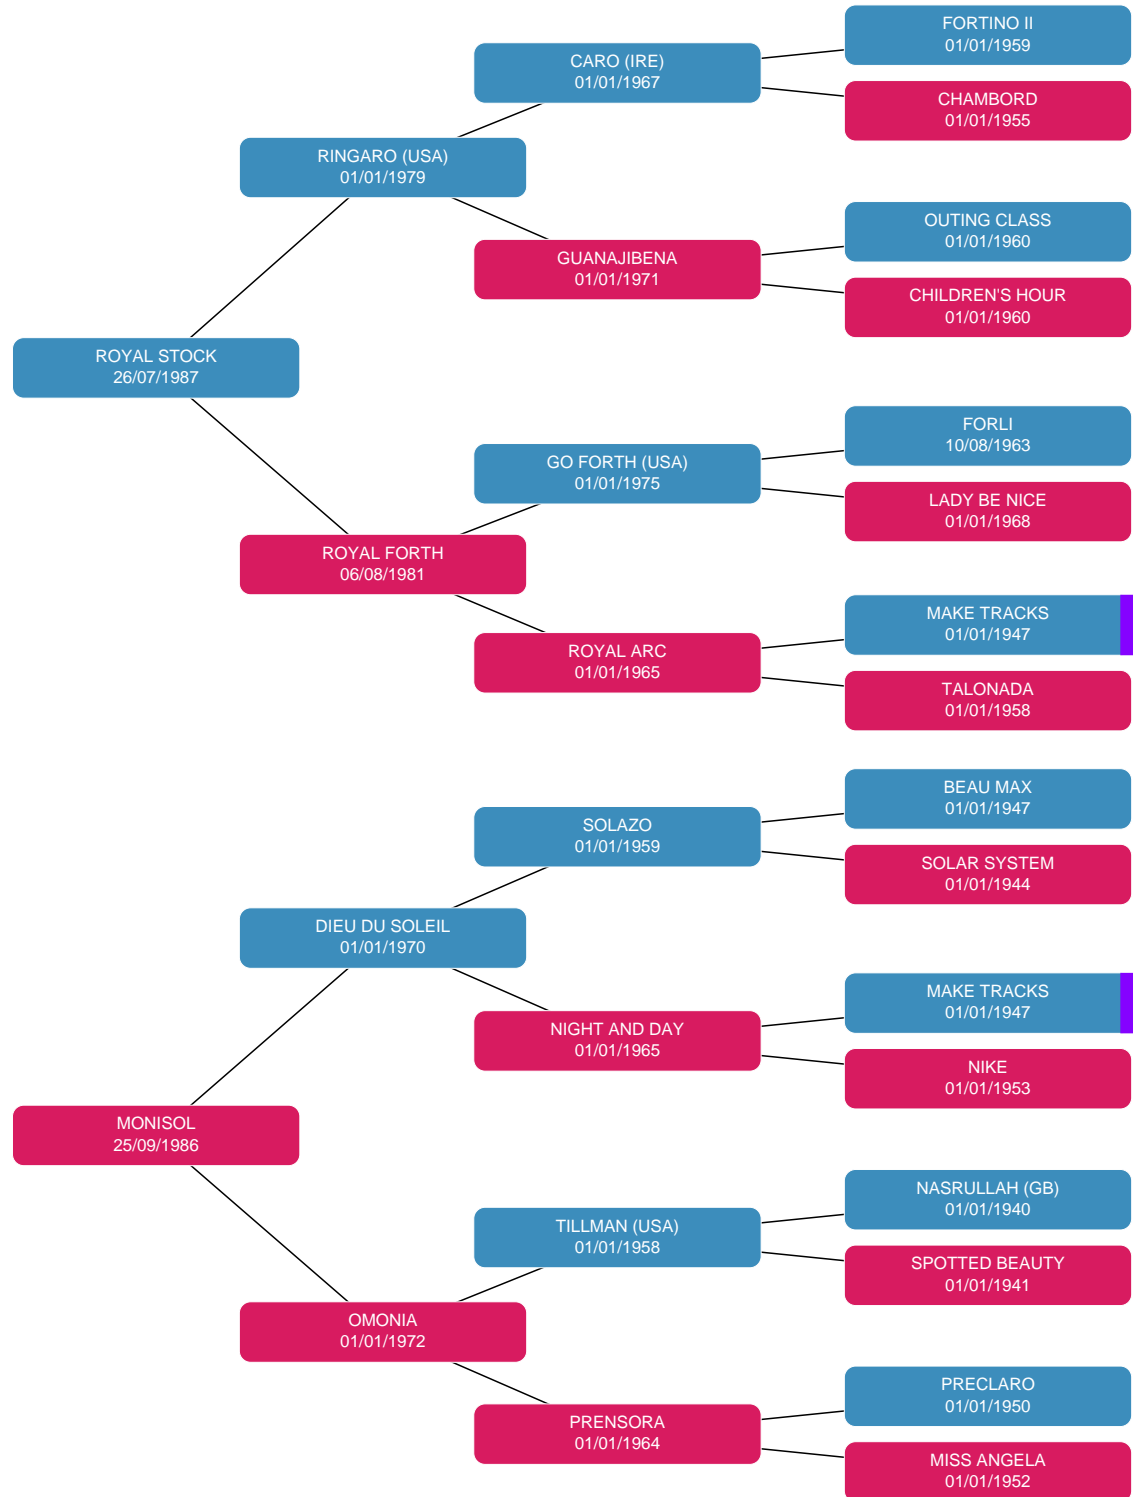 FORTINO II
01/01/1959
CARO (IRE)
01/01/1967
CHAMBORD
01/01/1955
RINGARO (USA)
01/01/1979
OUTING CLASS
01/01/1960
GUANAJIBENA
01/01/1971
CHILDREN'S HOUR
01/01/1960
ROYAL STOCK
26/07/1987
FORLI
10/08/1963
GO FORTH (USA)
01/01/1975
LADY BE NICE
01/01/1968
ROYAL FORTH
06/08/1981
MAKE TRACKS
01/01/1947
ROYAL ARC
01/01/1965
TALONADA
01/01/1958
BEAU MAX
01/01/1947
SOLAZO
01/01/1959
SOLAR SYSTEM
01/01/1944
DIEU DU SOLEIL
01/01/1970
MAKE TRACKS
01/01/1947
NIGHT AND DAY
01/01/1965
NIKE
01/01/1953
MONISOL
25/09/1986
NASRULLAH (GB)
01/01/1940
TILLMAN (USA)
01/01/1958
SPOTTED BEAUTY
01/01/1941
OMONIA
01/01/1972
PRECLARO
01/01/1950
PRENSORA
01/01/1964
MISS ANGELA
01/01/1952